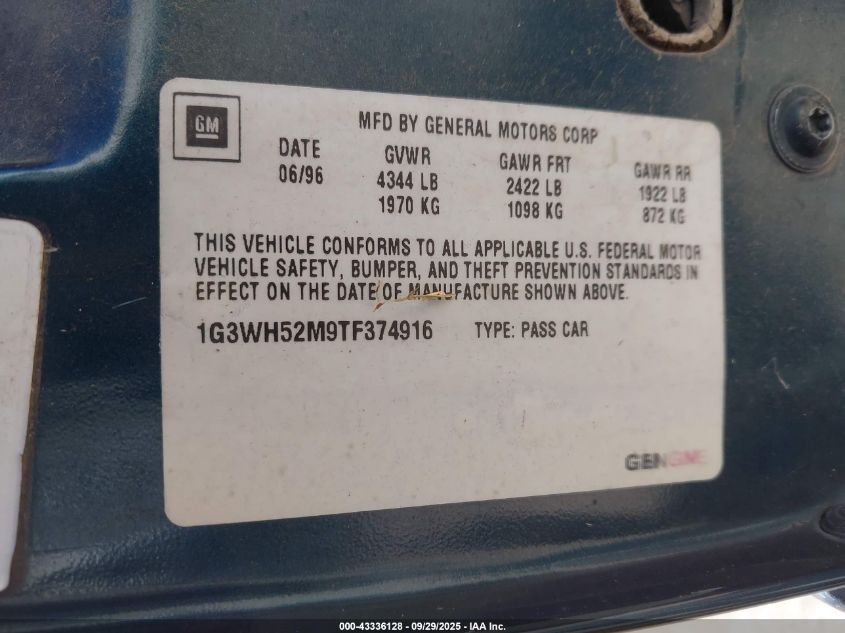 GM
MFD BY GENERAL MOTORS CORP
DATE GVWR GAWR FRT GAWR RR
06/96 4344 LB 2422 LB 1922 LB
1970 KG 1098 KG 872 KG
THIS VEHICLE CONFORMS TO ALL APPLICABLE U.S. FEDERAL MOTOR
VEHICLE SAFETY, BUMPER, AND THEFT PREVENTION STANDARDS IN
EFFECT ON THE DATE OF MANUFACTURE SHOWN ABOVE.
1G3WH52M9TF374916 TYPE: PASS CAR
GENGME
000-43336128 - 09/29/2025 - IAA Inc.